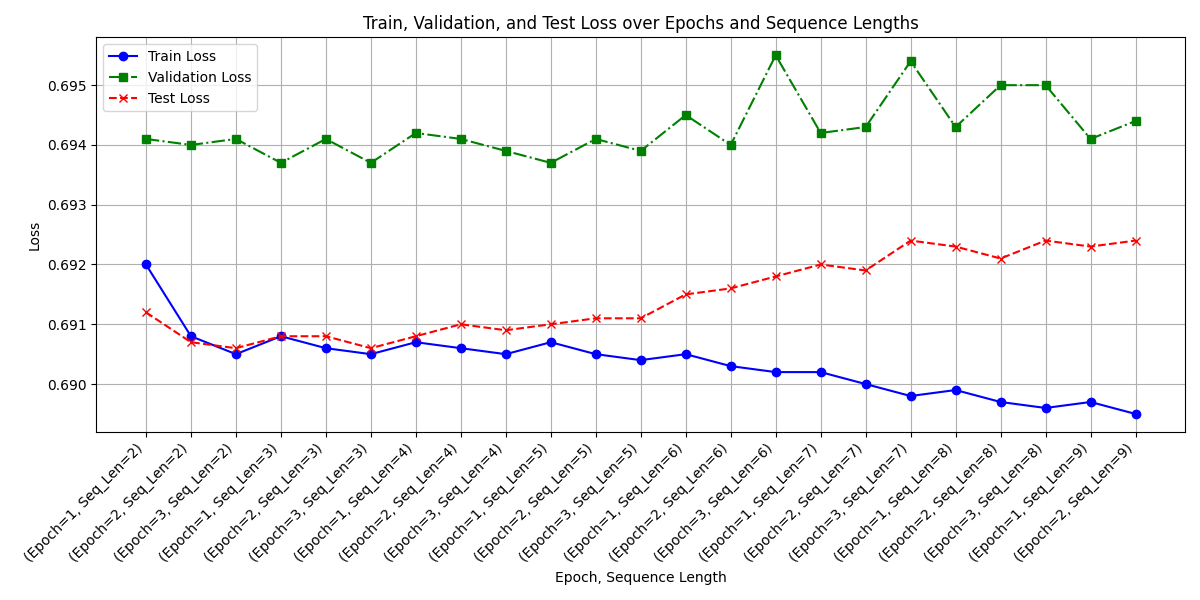 Train, Validation, and Test Loss over Epochs and Sequence Lengths
Train Loss
Validation Loss
Test Loss
0.695
0.694
0.693
0.692
0.691
0.690
Loss
(Epoch=1, Seq_Len=2)
(Epoch=2, Seq_Len=2)
(Epoch=3, Seq_Len=2)
(Epoch=1, Seq_Len=3)
(Epoch=2, Seq_Len=3)
(Epoch=3, Seq_Len=3)
(Epoch=1, Seq_Len=4)
(Epoch=2, Seq_Len=4)
(Epoch=3, Seq_Len=4)
(Epoch=1, Seq_Len=5)
(Epoch=2, Seq_Len=5)
(Epoch=3, Seq_Len=5)
(Epoch=1, Seq_Len=6)
(Epoch=2, Seq_Len=6)
(Epoch=3, Seq_Len=6)
(Epoch=1, Seq_Len=7)
(Epoch=2, Seq_Len=7)
(Epoch=3, Seq_Len=7)
(Epoch=1, Seq_Len=8)
(Epoch=2, Seq_Len=8)
(Epoch=3, Seq_Len=8)
(Epoch=1, Seq_Len=9)
(Epoch=2, Seq_Len=9)
Epoch, Sequence Length